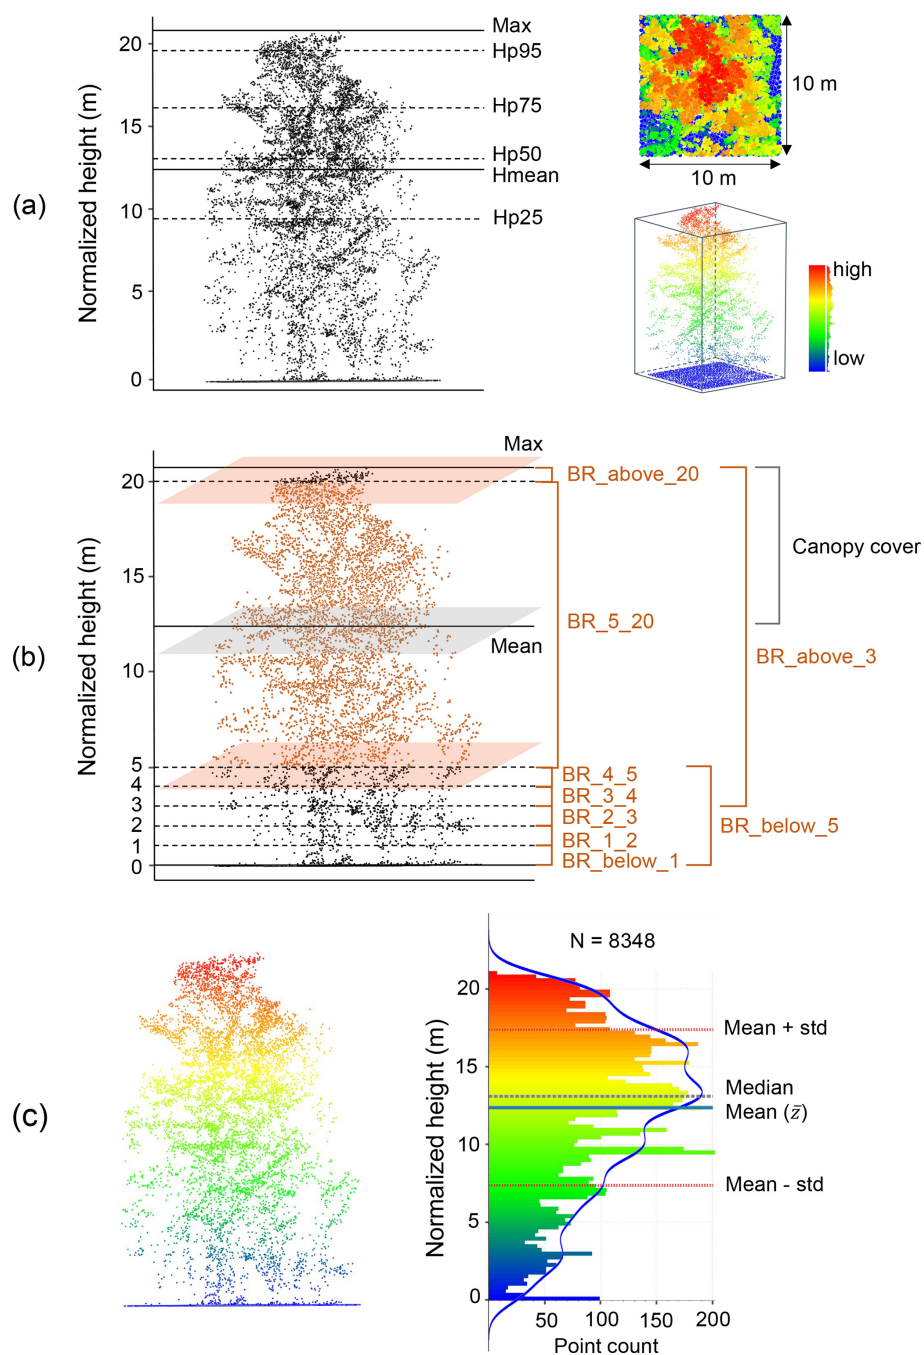 (a)
Normalized height (m)
20
15
10
5
0
Max
Hp95
Hp75
Hp50
Hmean
Hp25
10 m
10 m
high
low
(b)
Normalized height (m)
20
15
10
5
4
3
2
1
0
Max
Mean
BR_above_20
BR_5_20
BR_4_5
BR_3_4
BR_2_3
BR_1_2
BR_below_1
Canopy cover
BR_above_3
BR_below_5
(c)
N = 8348
Normalized height (m)
20
15
10
5
0
Mean + std
Median
Mean (z̄)
Mean - std
50 100 150 200
Point count